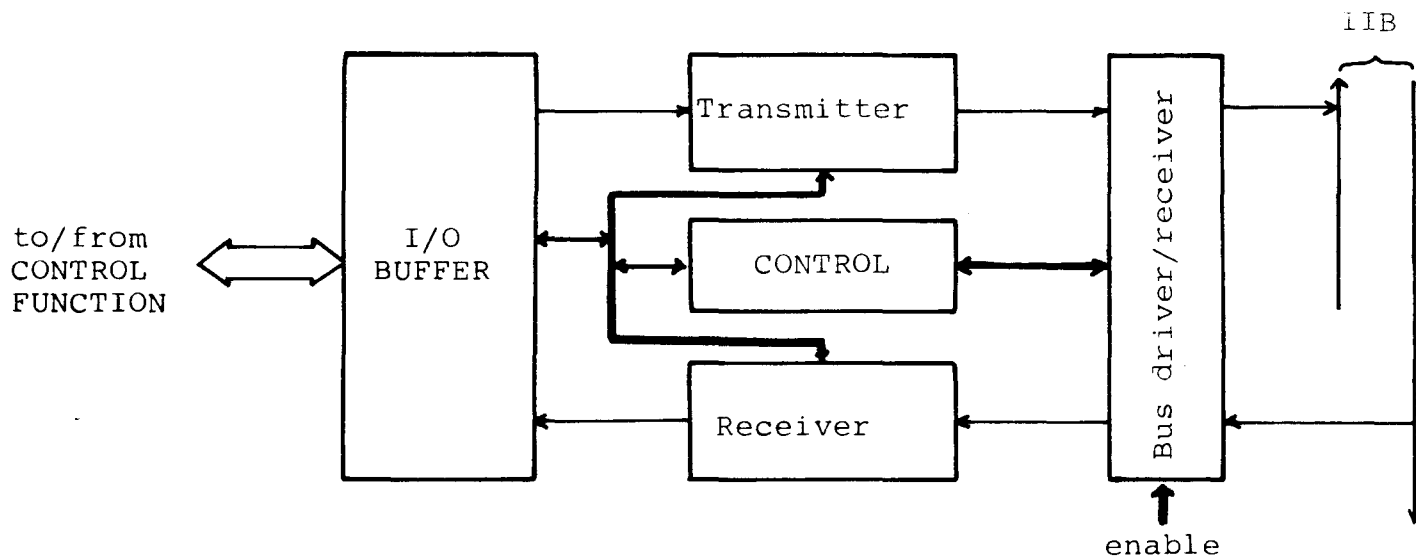 IIB
Transmitter
to/from
CONTROL
FUNCTION
I/O
BUFFER
CONTROL
Bus driver/receiver
Receiver
enable